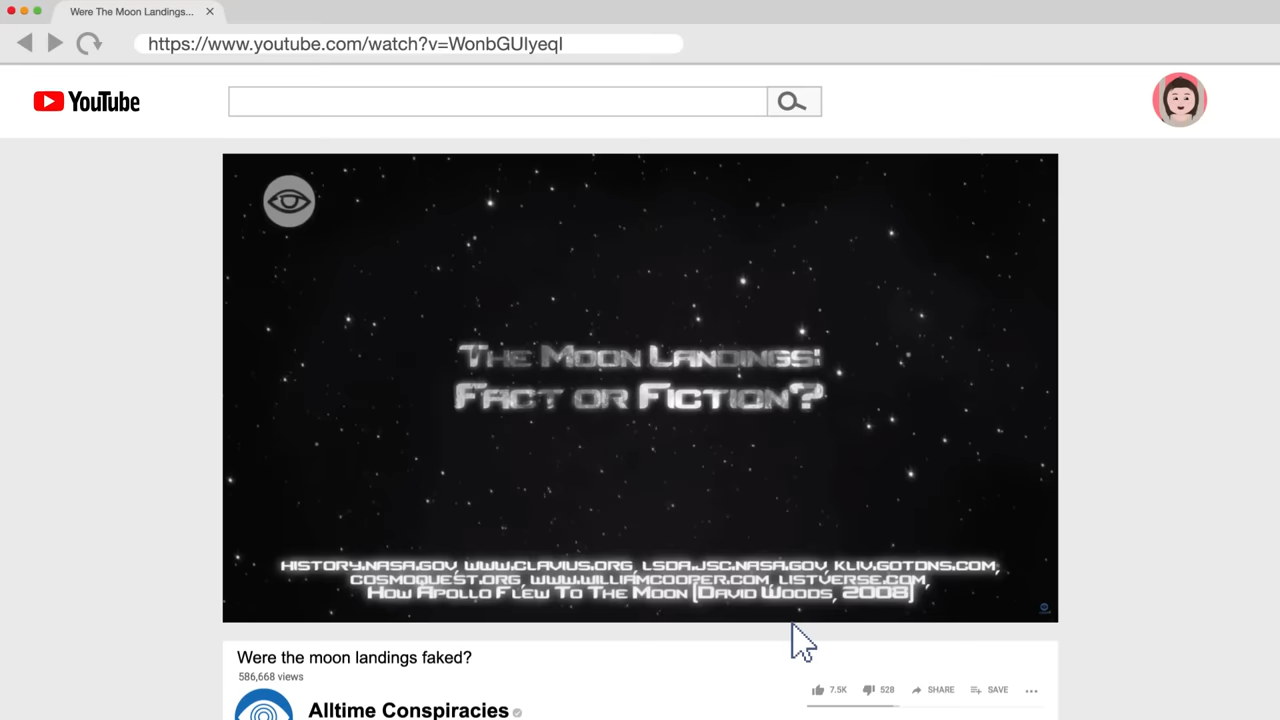 Were The Moon Landings...
https://www.youtube.com/watch?v=WonbGUlyeqI
YouTube
The Moon Landings:
Fact or Fiction?
history.nasa.gov, www.clavius.org, lsda.jsc.nasa.gov, kliv.gotdns.com,
cosmoquest.org, www.williamcooper.com, listverse.com,
How Apollo Flew To The Moon (David Woods, 2008)
Were the moon landings faked?
586,668 views
7.5K 528 SHARE SAVE
Alltime Conspiracies